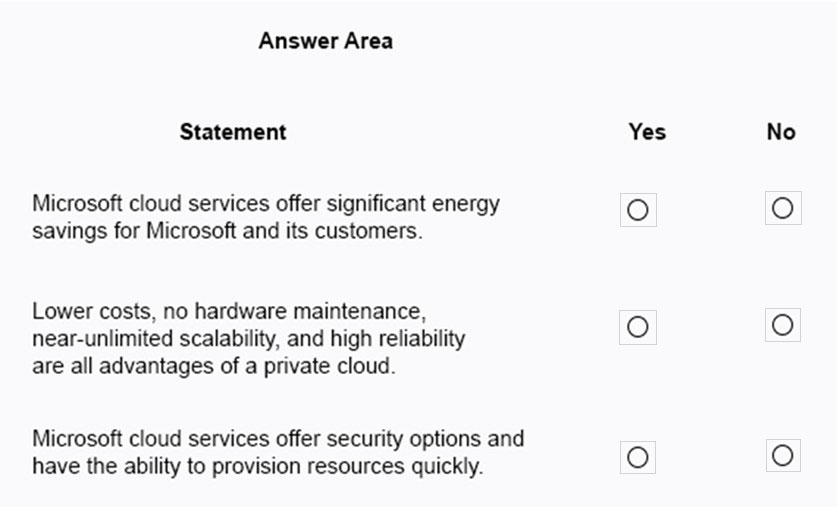 Answer Area
Statement Yes No
Microsoft cloud services offer significant energy
savings for Microsoft and its customers.
Lower costs, no hardware maintenance,
near-unlimited scalability, and high reliability
are all advantages of a private cloud.
Microsoft cloud services offer security options and
have the ability to provision resources quickly.